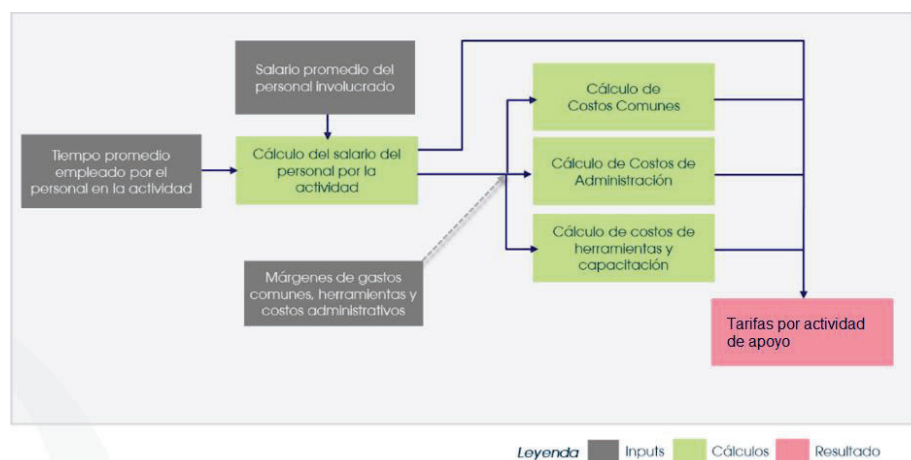 Salario promedio del
personal involucrado
Cálculo de
Costos Comunes
Tiempo promedio
empleado por el
personal en la actividad
Cálculo del salario del
personal por la
actividad
Cálculo de Costos de
Administración
Cálculo de costos de
herramientas y
capacitación
Márgenes de gastos
comunes, herramientas y
costos administrativos
Tarifas por actividad
de apoyo
Leyenda Inputs Cálculos Resultado